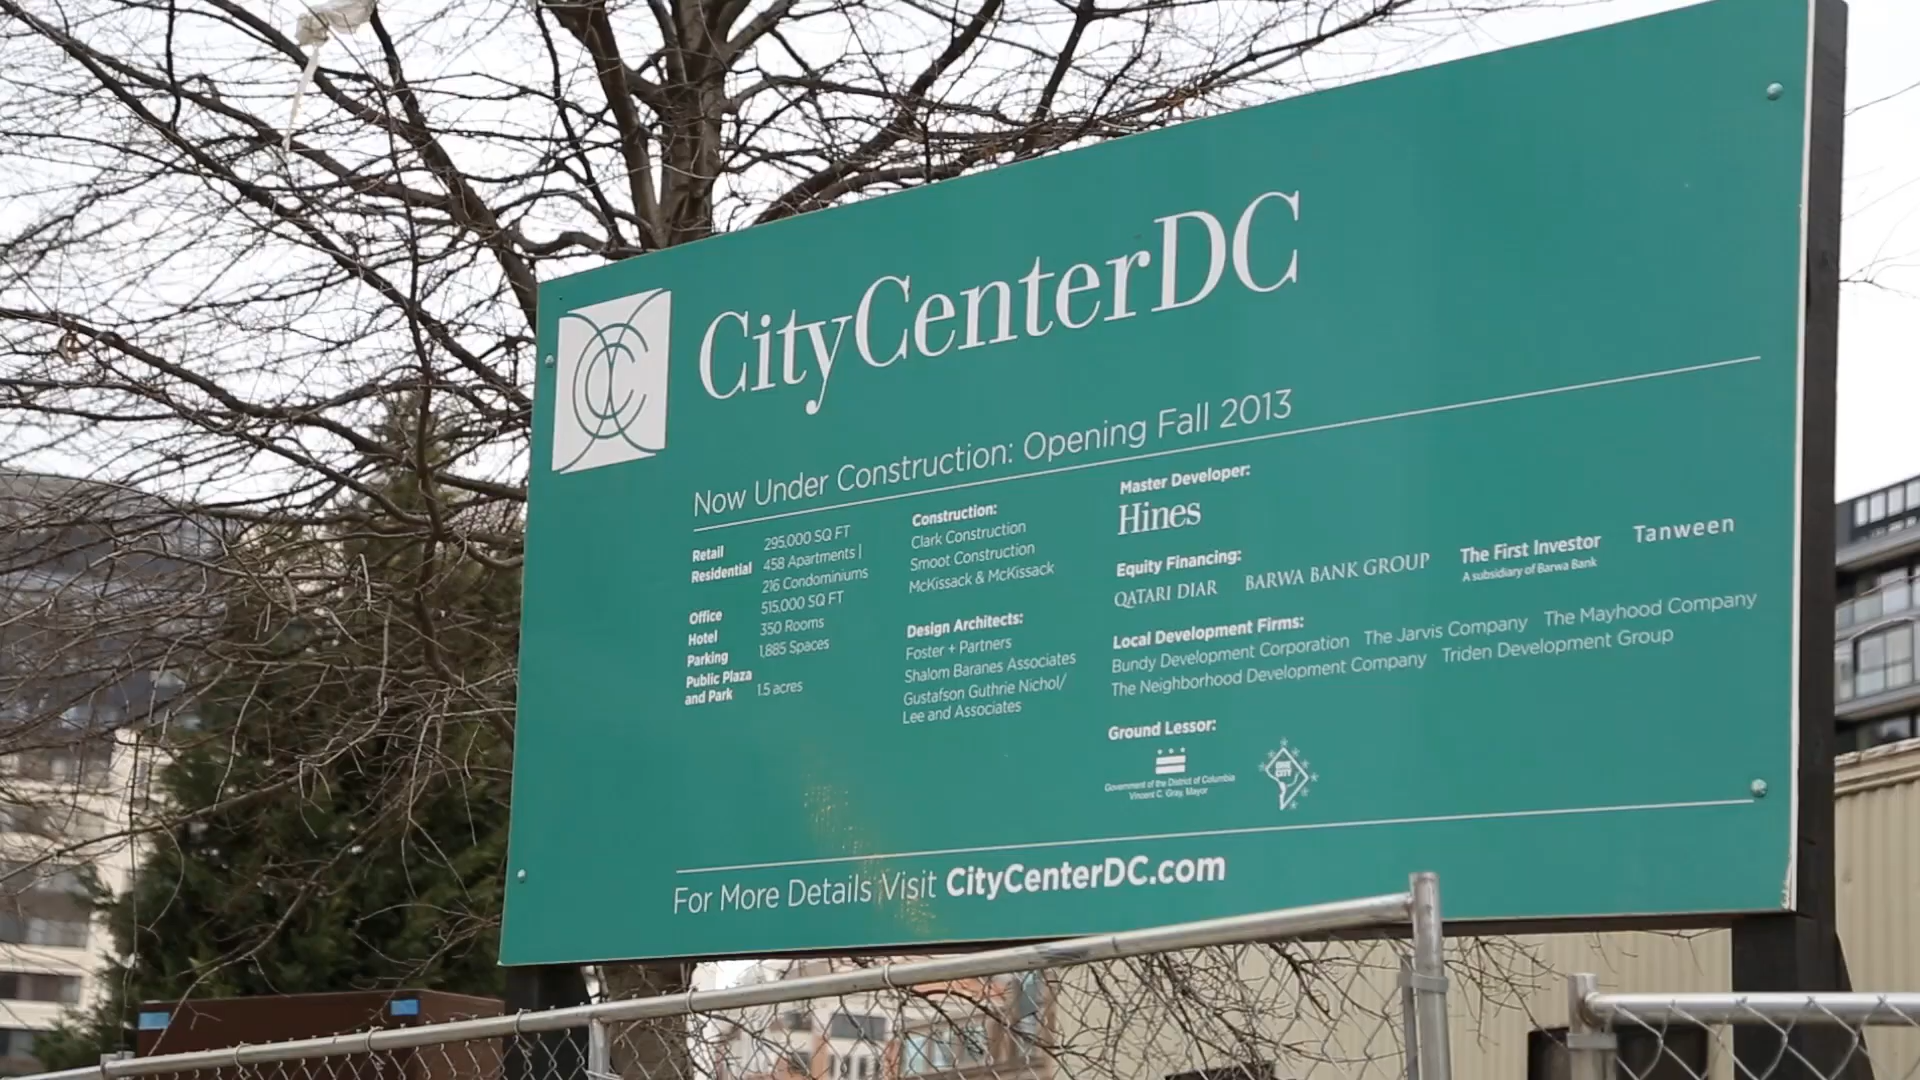 CityCenterDC
Now Under Construction: Opening Fall 2013
Retail 295,000 SQ FT
Residential 458 Apartments |
216 Condominiums
Office 515,000 SQ FT
Hotel 350 Rooms
Parking 1,885 Spaces
Public Plaza
and Park 1.5 acres
Construction:
Clark Construction
Smoot Construction
McKissack & McKissack
Design Architects:
Foster + Partners
Shalom Baranes Associates
Gustafson Guthrie Nichol/
Lee and Associates
Master Developer:
Hines
Equity Financing:
QATARI DIAR BARWA BANK GROUP The First Investor Tanween
A subsidiary of Barwa Bank
Local Development Firms:
Bundy Development Corporation The Jarvis Company The Mayhood Company
The Neighborhood Development Company Triden Development Group
Ground Lessor:
Government of the District of Columbia
Vincent C. Gray, Mayor
ONE
CITY
For More Details Visit CityCenterDC.com